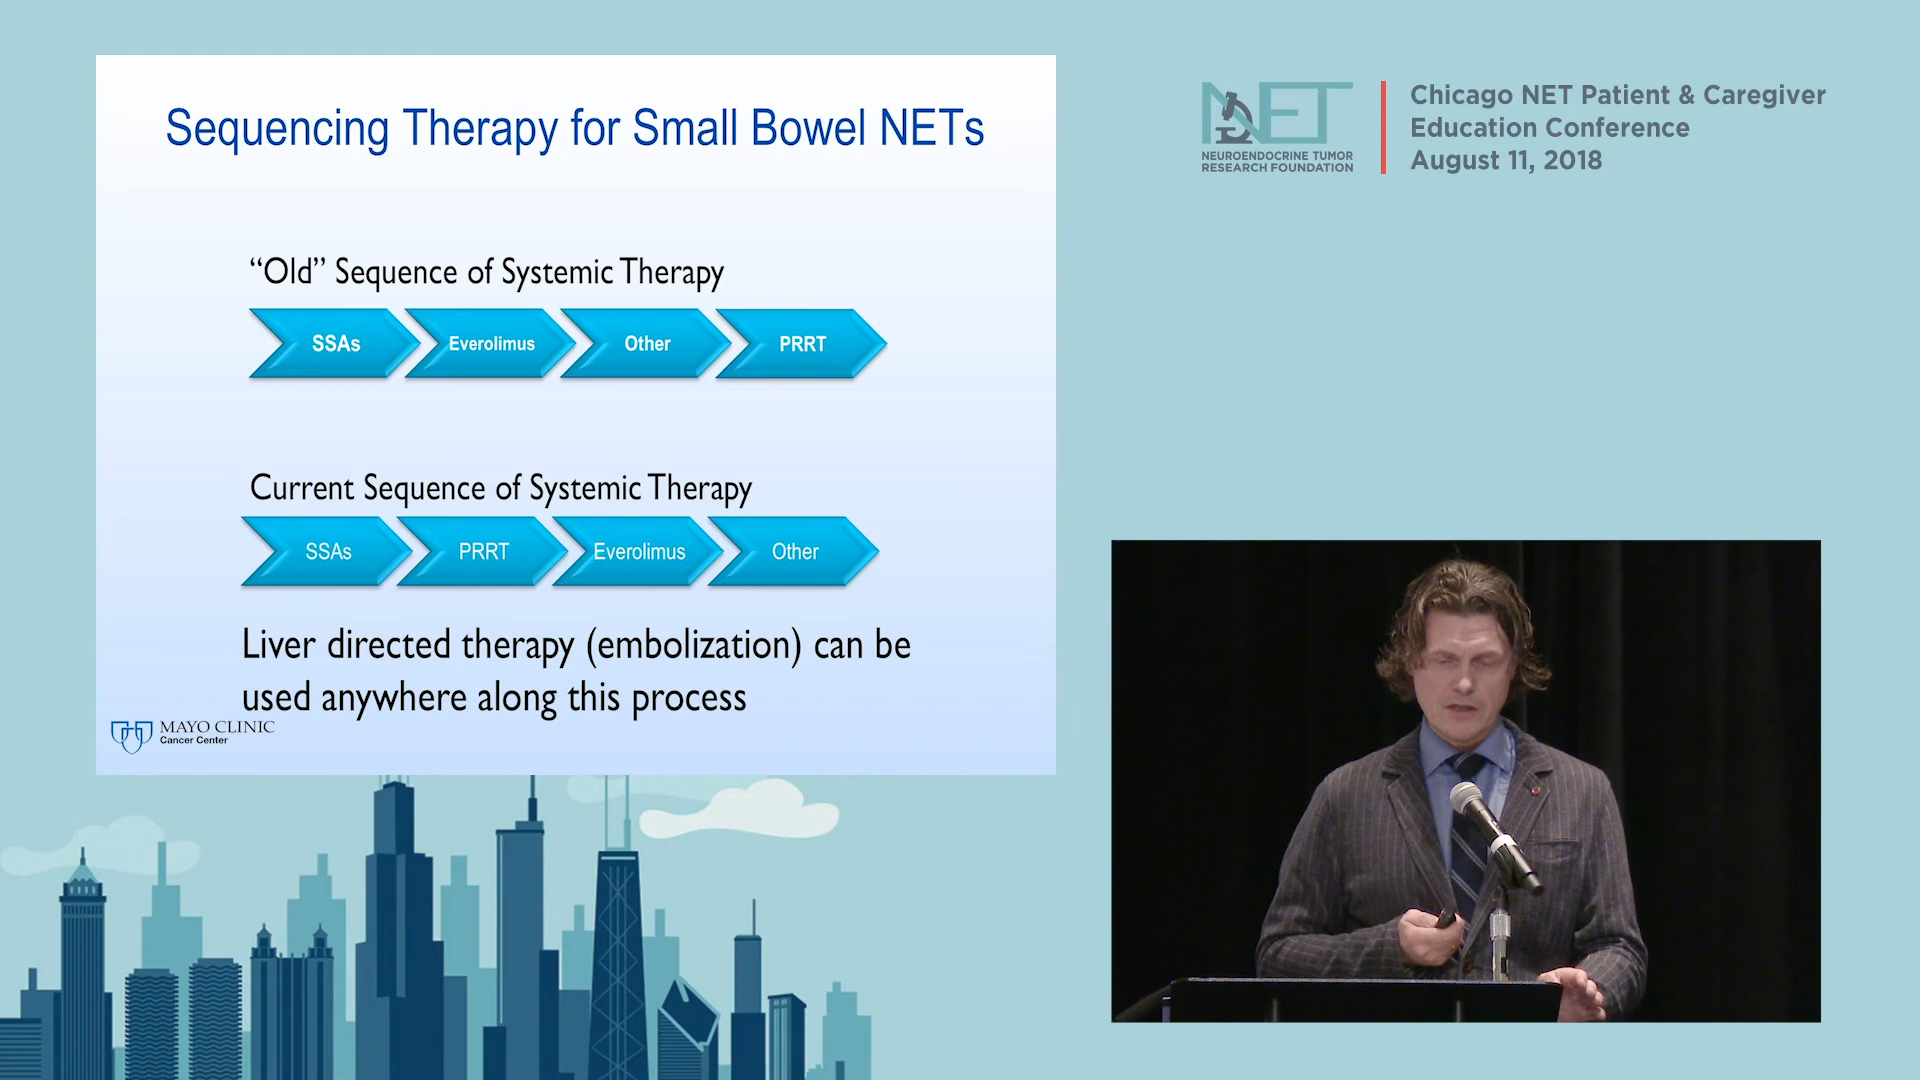 Sequencing Therapy for Small Bowel NETs
“Old” Sequence of Systemic Therapy
SSAs
Everolimus
Other
PRRT
Current Sequence of Systemic Therapy
SSAs
PRRT
Everolimus
Other
Liver directed therapy (embolization) can be
used anywhere along this process
MAYO CLINIC
Cancer Center
NET
NEUROENDOCRINE TUMOR
RESEARCH FOUNDATION
Chicago NET Patient & Caregiver
Education Conference
August 11, 2018